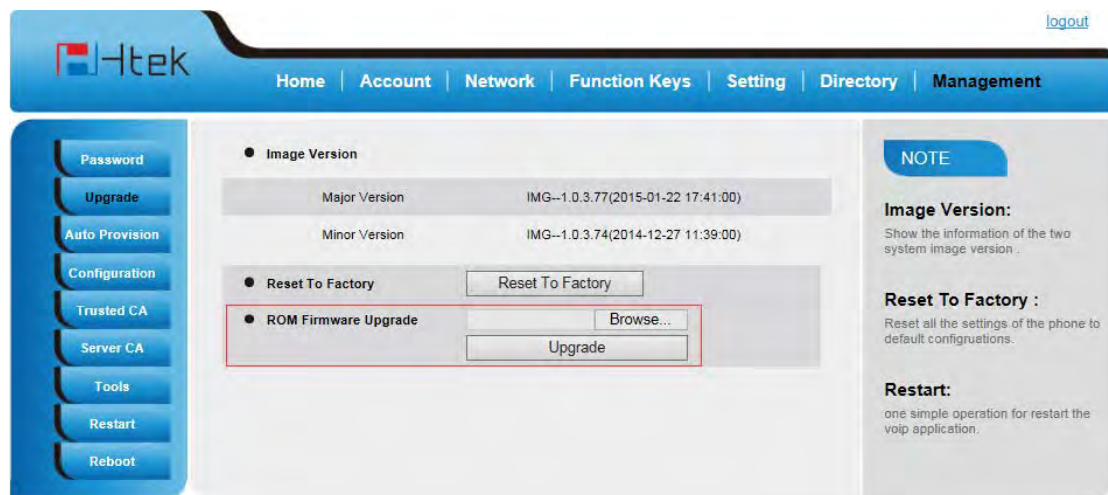 logout
Htek
Home Account Network Function Keys Setting Directory Management
Password
Upgrade
Auto Provision
Configuration
Trusted CA
Server CA
Tools
Restart
Reboot
Image Version
Major Version IMG--1.0.3.77(2015-01-22 17:41:00)
Minor Version IMG--1.0.3.74(2014-12-27 11:39:00)
Reset To Factory Reset To Factory
ROM Firmware Upgrade Browse...
Upgrade
NOTE
Image Version:
Show the information of the two
system image version .
Reset To Factory :
Reset all the settings of the phone to
default configruations.
Restart:
one simple operation for restart the
voip application.